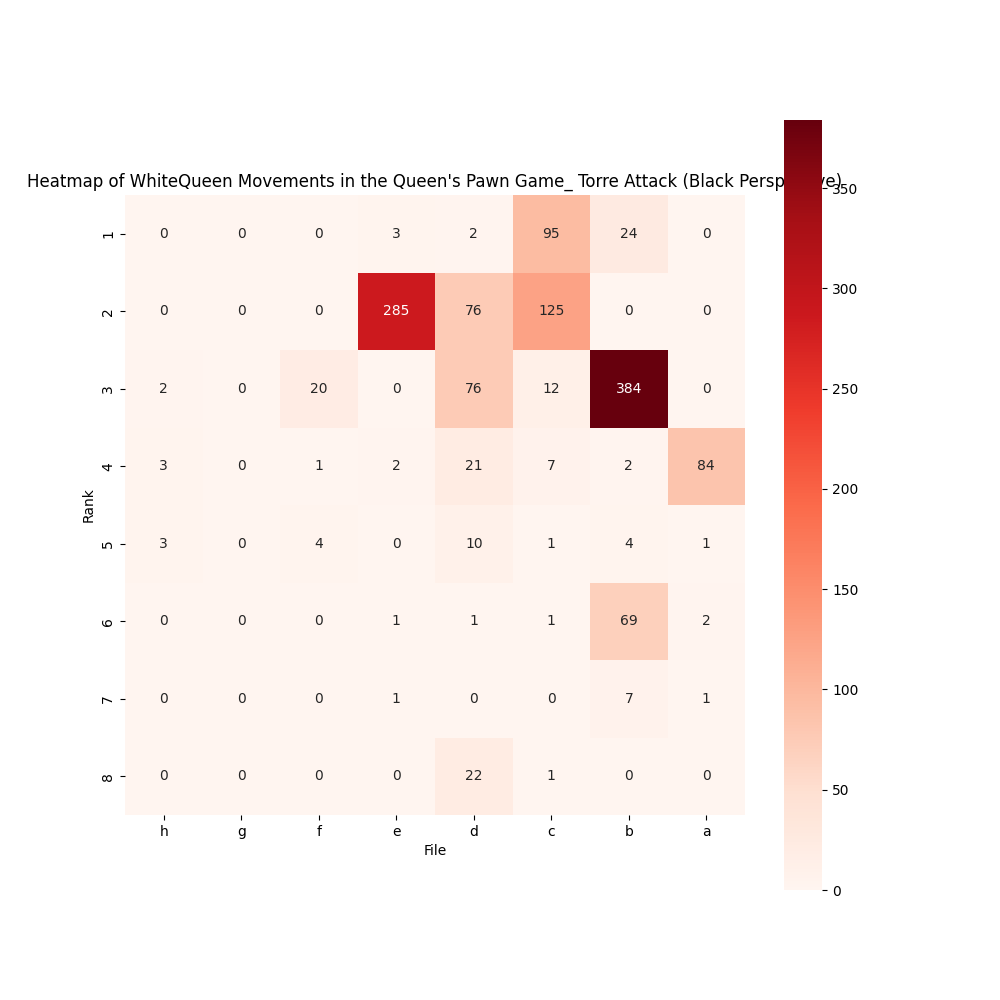 Heatmap of WhiteQueen Movements in the Queen's Pawn Game_ Torre Attack (Black Persp ve)
350
1 0 0 0 3 2 95 24 0
300
2 0 0 0 285 76 125 0 0
250
3 2 0 20 0 76 12 384 0
4 3 0 1 2 21 7 2 84
200
Rank
5 3 0 4 0 10 1 4 1
150
6 0 0 0 1 1 1 69 2
100
7 0 0 0 1 0 0 7 1
50
8 0 0 0 0 22 1 0 0
h g f e d c b a
File
0